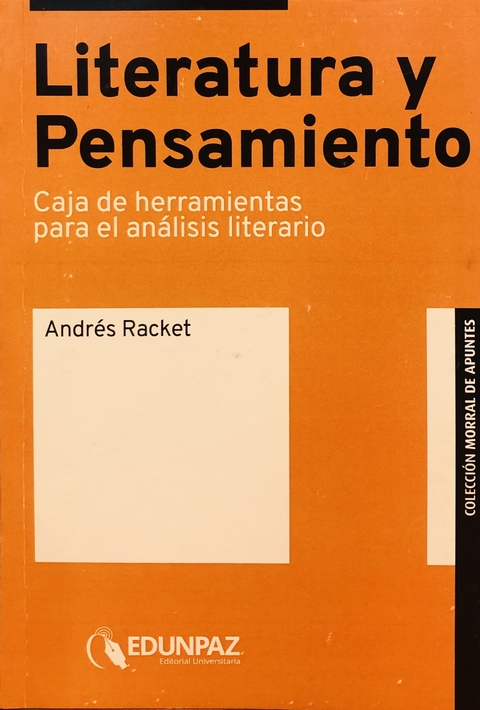 Literatura y
Pensamiento
Caja de herramientas
para el análisis literario
Andrés Racket
COLECCIÓN MORRAL DE APUNTES
EDUNPAZ
Editorial Universitaria